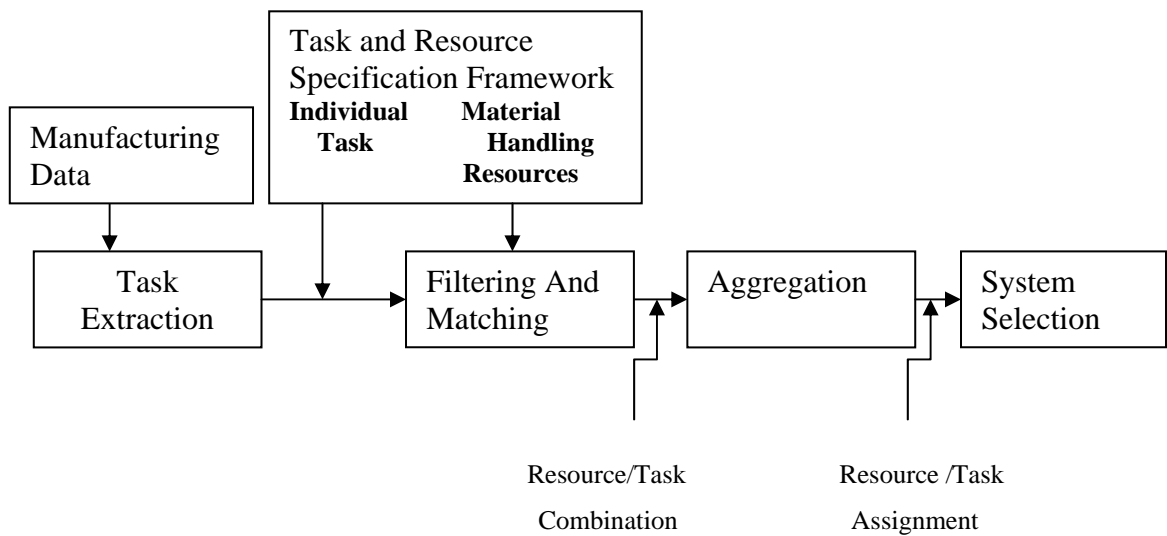 Task and Resource
Specification Framework
Individual Material
Task Handling
Resources
Manufacturing
Data
Task
Extraction
Filtering And
Matching
Aggregation
System
Selection
Resource/Task
Combination
Resource /Task
Assignment